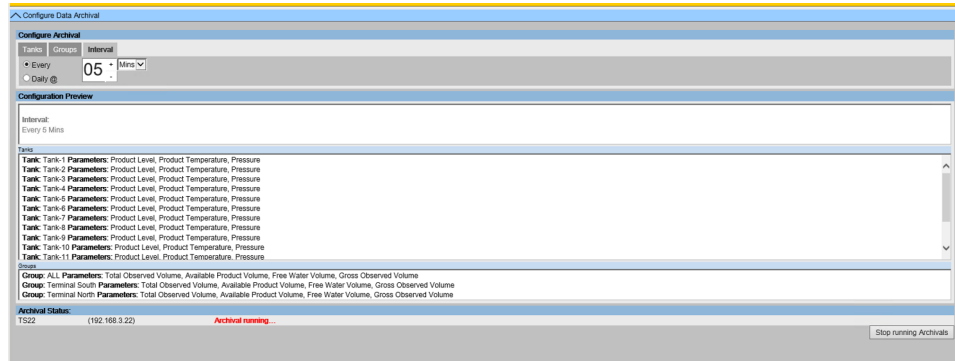 Configure Data Archival
Configure Archival
Tanks Groups Interval
Every 05 + Mins
Daily @ -
Configuration Preview
Interval:
Every 5 Mins
Tanks
Tank: Tank-1 Parameters: Product Level, Product Temperature, Pressure
Tank: Tank-2 Parameters: Product Level, Product Temperature, Pressure
Tank: Tank-3 Parameters: Product Level, Product Temperature, Pressure
Tank: Tank-4 Parameters: Product Level, Product Temperature, Pressure
Tank: Tank-5 Parameters: Product Level, Product Temperature, Pressure
Tank: Tank-6 Parameters: Product Level, Product Temperature, Pressure
Tank: Tank-7 Parameters: Product Level, Product Temperature, Pressure
Tank: Tank-8 Parameters: Product Level, Product Temperature, Pressure
Tank: Tank-9 Parameters: Product Level, Product Temperature, Pressure
Tank: Tank-10 Parameters: Product Level, Product Temperature, Pressure
Tank: Tank-11 Parameters: Product Level, Product Temperature, Pressure
Groups
Group: ALL Parameters: Total Observed Volume, Available Product Volume, Free Water Volume, Gross Observed Volume
Group: Terminal South Parameters: Total Observed Volume, Available Product Volume, Free Water Volume, Gross Observed Volume
Group: Terminal North Parameters: Total Observed Volume, Available Product Volume, Free Water Volume, Gross Observed Volume
Archival Status:
TS22 (192.168.3.22) Archival running...
Stop running Archivals